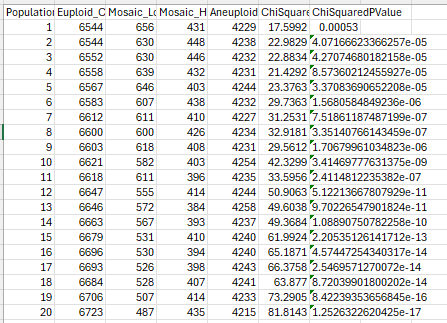 Population Euploid_C Mosaic_Lo Mosaic_H Aneuploid ChiSquare ChiSquaredPValue
1 6544 656 431 4229 17.5992 0.00053
2 6544 630 448 4238 22.9829 4.07166623366257e-05
3 6552 630 446 4232 22.8834 4.27074680182158e-05
4 6558 639 432 4231 21.4292 8.57360212455927e-05
5 6567 646 403 4244 23.3763 3.37083690652208e-05
6 6583 607 438 4232 29.7363 1.5680584849236e-06
7 6612 611 410 4227 31.2531 7.51861187487199e-07
8 6600 600 426 4234 32.9181 3.35140766143459e-07
9 6603 618 408 4231 29.5612 1.70679961034823e-06
10 6621 582 403 4254 42.3299 3.41469777631375e-09
11 6618 611 396 4235 33.5956 2.4114812235382e-07
12 6647 555 414 4244 50.9063 5.12213667807929e-11
13 6646 572 384 4258 49.6038 9.70226547901824e-11
14 6663 567 393 4237 49.3684 1.08890750782258e-10
15 6679 531 410 4240 61.9924 2.20535126141712e-13
16 6696 530 394 4240 65.1871 4.57447254340317e-14
17 6693 526 398 4243 66.3758 2.5469571270072e-14
18 6684 528 407 4241 63.877 8.72039901800202e-14
19 6706 507 414 4233 73.2905 8.42239353656845e-16
20 6723 487 435 4215 81.8143 1.2526322620425e-17